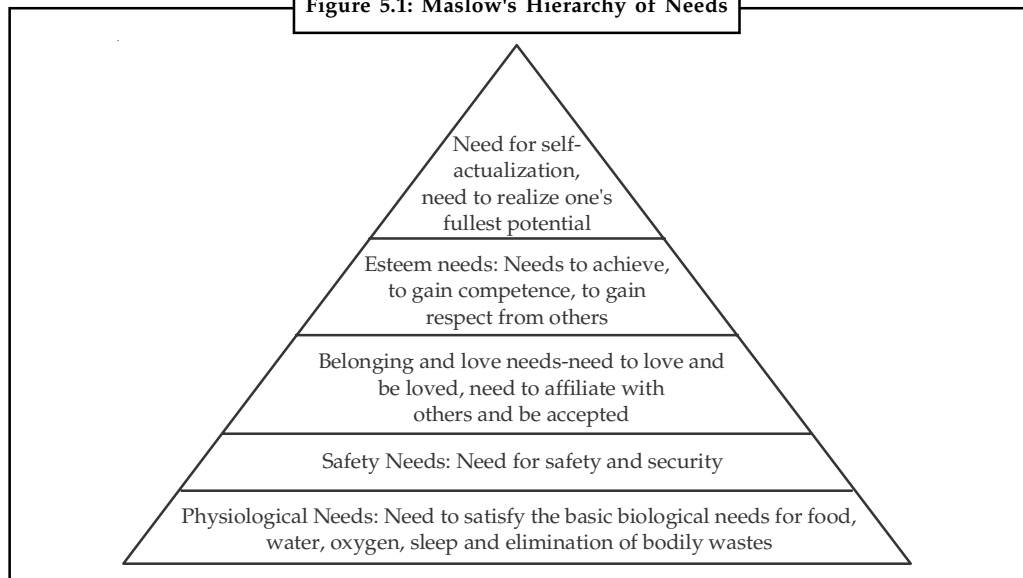 Figure 5.1: Maslow's Hierarchy of Needs
Need for self-
actualization,
need to realize one's
fullest potential
Esteem needs: Needs to achieve,
to gain competence, to gain
respect from others
Belonging and love needs-need to love and
be loved, need to affiliate with
others and be accepted
Safety Needs: Need for safety and security
Physiological Needs: Need to satisfy the basic biological needs for food,
water, oxygen, sleep and elimination of bodily wastes